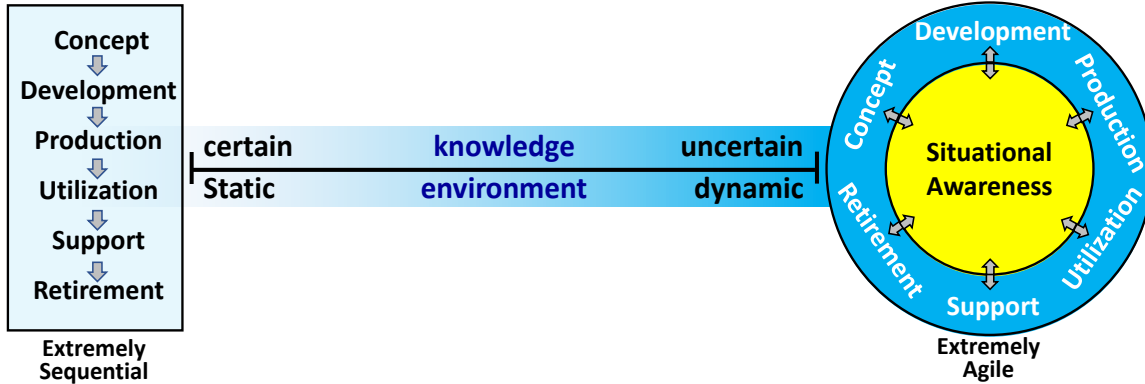 Concept
Development
Production
Utilization
Support
Retirement
Extremely
Sequential
certain knowledge uncertain
Static environment dynamic
Development
Production
Utilization
Support
Retirement
Concept
Situational
Awareness
Extremely
Agile